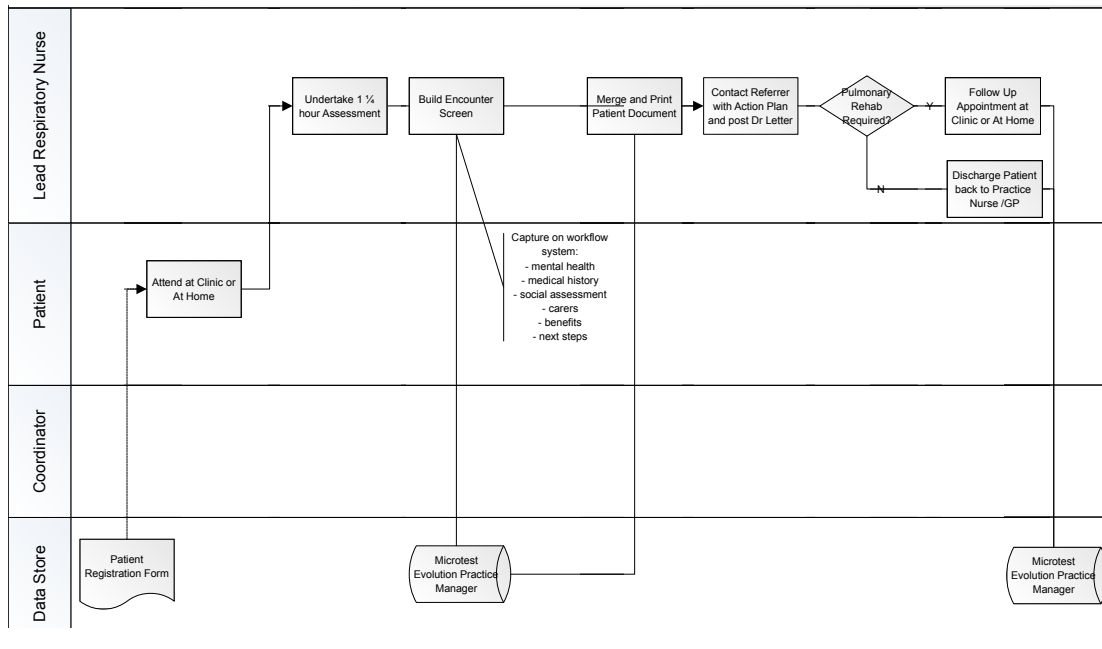 Lead Respiratory Nurse
Undertake 1 ¼
hour Assessment
Build Encounter
Screen
Merge and Print
Patient Document
Contact Referrer
with Action Plan
and post Dr Letter
Pulmonary
Rehab
Required?
Y
Follow Up
Appointment at
Clinic or At Home
N
Discharge Patient
back to Practice
Nurse /GP
Patient
Attend at Clinic or
At Home
Capture on workflow
system:
- mental health
- medical history
- social assessment
- carers
- benefits
- next steps
Coordinator
Data Store
Patient
Registration Form
Microtest
Evolution Practice
Manager
Microtest
Evolution Practice
Manager